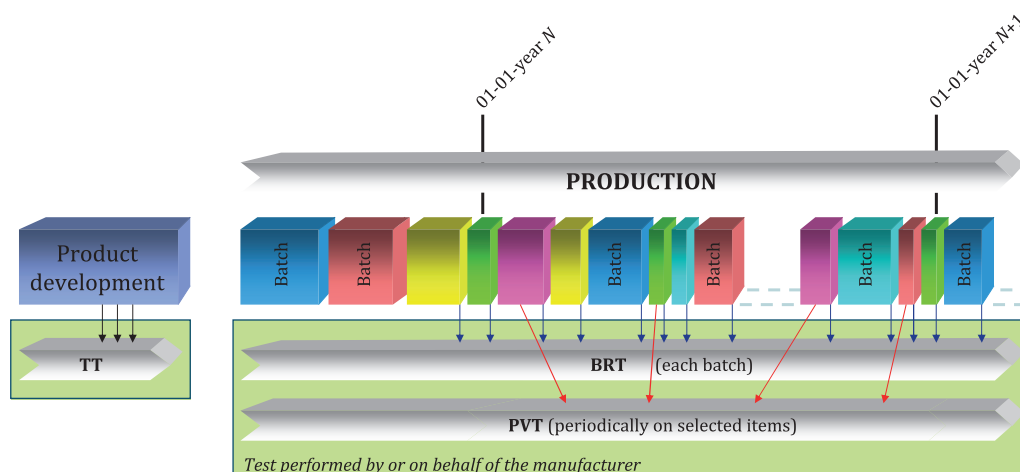 01-01-year N
01-01-year N+1
PRODUCTION
Product
development
Batch
Batch
Batch
Batch
Batch
Batch
TT
BRT (each batch)
PVT (periodically on selected items)
Test performed by or on behalf of the manufacturer